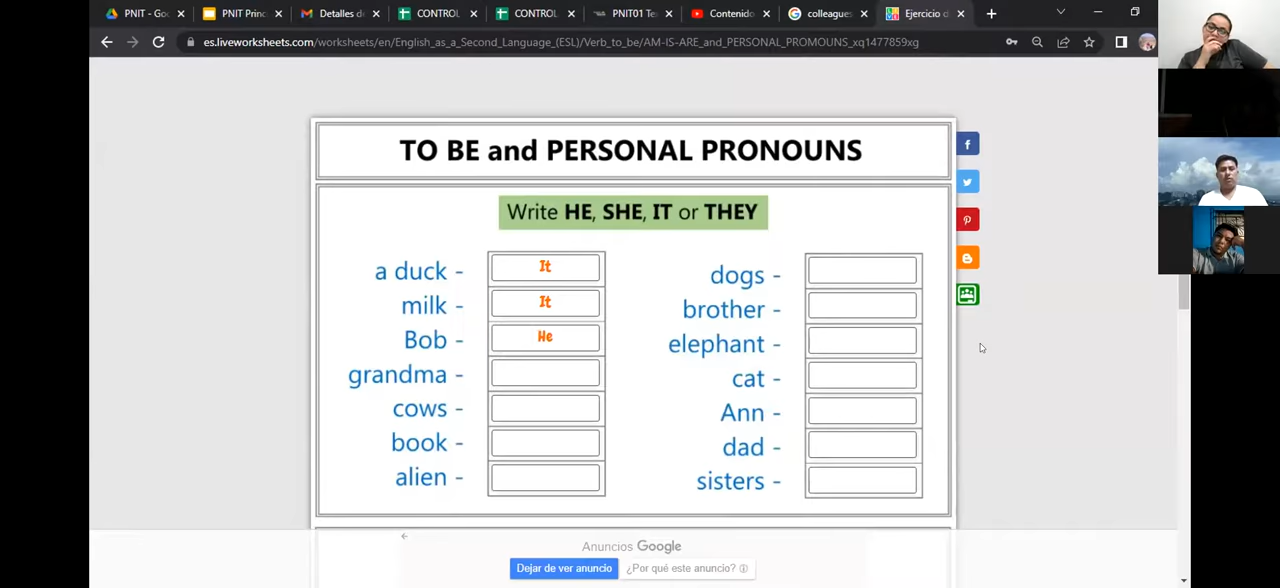 PNIT - Goo
PNIT Princ
Detalles de
CONTROL
CONTROL
PNIT01 Te
Contenido
colleagues
Ejercicio d
es.liveworksheets.com/worksheets/en/English_as_a_Second_Language_(ESL)/Verb_to_be/AM-IS-ARE_and_PERSONAL_PROMOUNS_xq1477859xg
TO BE and PERSONAL PRONOUNS
Write HE, SHE, IT or THEY
a duck - It
milk - It
Bob - He
grandma -
cows -
book -
alien -
dogs -
brother -
elephant -
cat -
Ann -
dad -
sisters -
Anuncios Google
Dejar de ver anuncio
¿Por qué este anuncio?